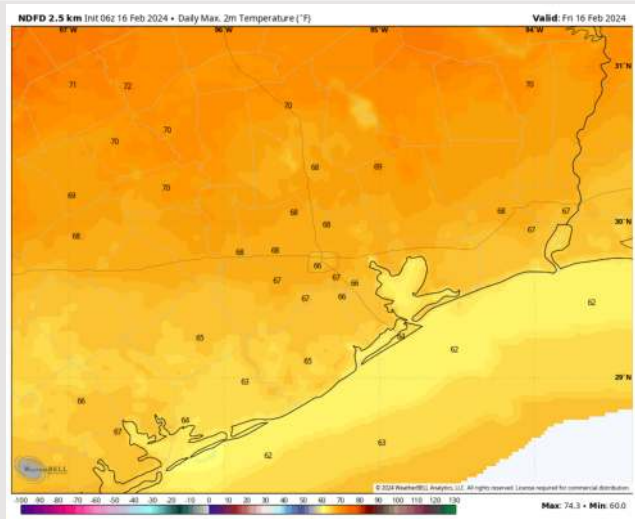 NDFD 2.5 km Init 06z 16 Feb 2024 • Daily Max. 2m Temperature (°F) Valid: Fri 16 Feb 2024
97°W 96°W 95°W 94°W
31°N
71 72 70
70
70 70
68 69
69 70
30°N
68 68 67
68 67
68 68 68
66
67 67 66
67 66
62
65 64 62
65
29°N
63
66
64
67
63
62
WeatherBELL
© 2024 WeatherBELL Analytics, LLC. All rights reserved. License required for commercial distribution.
-100 -90 -80 -70 -60 -50 -40 -30 -20 -10 0 10 20 30 40 50 60 70 80 90 100 110 120 130
Max: 74.3 • Min: 60.0